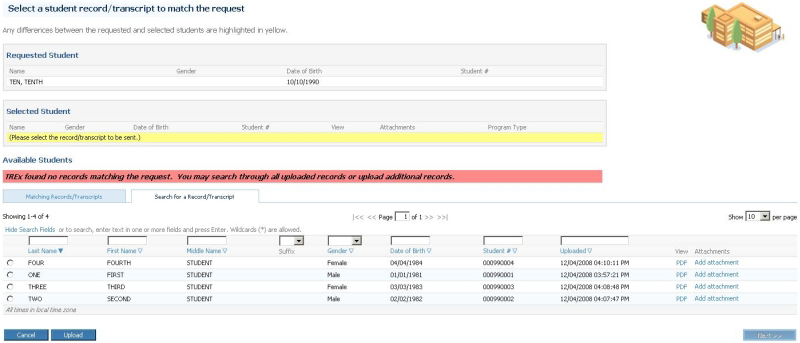 Select a student record/transcript to match the request
Any differences between the requested and selected students are highlighted in yellow.
Requested Student
Name Gender Date of Birth Student #
TEN, TENTH 10/10/1990
Selected Student
Name Gender Date of Birth Student # View Attachments Program Type
(Please select the record/transcript to be sent.)
Available Students
TREx found no records matching the request. You may search through all uploaded records or upload additional records.
Matching Records/Transcripts Search for a Record/Transcript
Showing 1-4 of 4 |<< << Page 1 of 1 >> >>| Show 10 per page
Hide Search Fields or to search, enter text in one or more fields and press Enter. Wildcards (*) are allowed.
Last Name First Name Middle Name Suffix Gender Date of Birth Student # Uploaded View Attachments
FOUR FOURTH STUDENT Female 04/04/1984 000990004 12/04/2008 04:10:11 PM PDF Add attachment
ONE FIRST STUDENT Male 01/01/1981 000990001 12/04/2008 03:57:21 PM PDF Add attachment
THREE THIRD STUDENT Female 03/03/1983 000990003 12/04/2008 04:08:48 PM PDF Add attachment
TWO SECOND STUDENT Male 02/02/1982 000990002 12/04/2008 04:07:47 PM PDF Add attachment
All times in local time zone
Cancel Upload Next >>